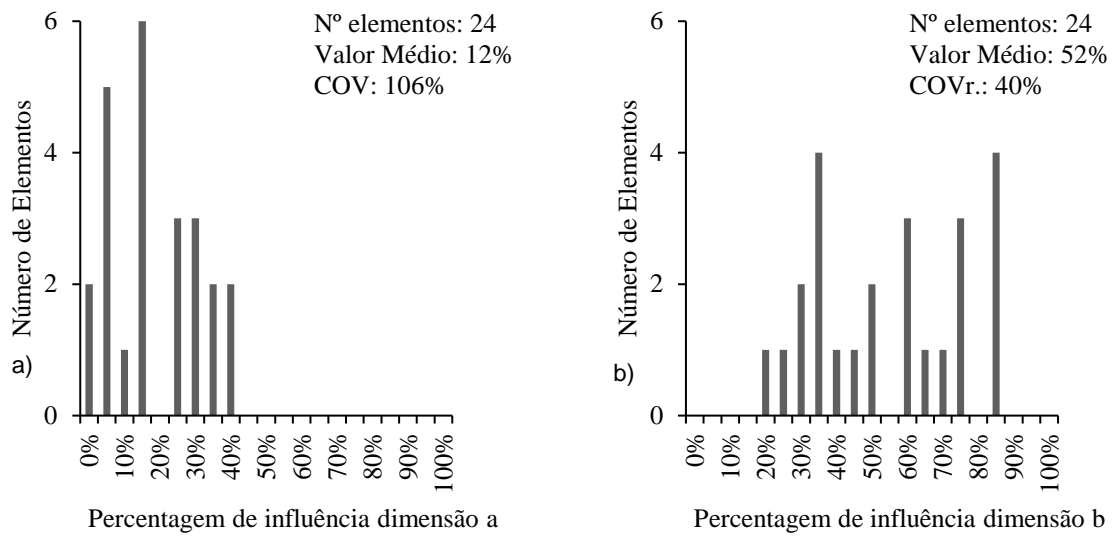 Nº elementos: 24
Valor Médio: 12%
COV: 106%
Número de Elementos
6
4
2
0
a)
0%
10%
20%
30%
40%
50%
60%
70%
80%
90%
100%
Percentagem de influência dimensão a
Nº elementos: 24
Valor Médio: 52%
COVr.: 40%
Número de Elementos
6
4
2
0
b)
0%
10%
20%
30%
40%
50%
60%
70%
80%
90%
100%
Percentagem de influência dimensão b